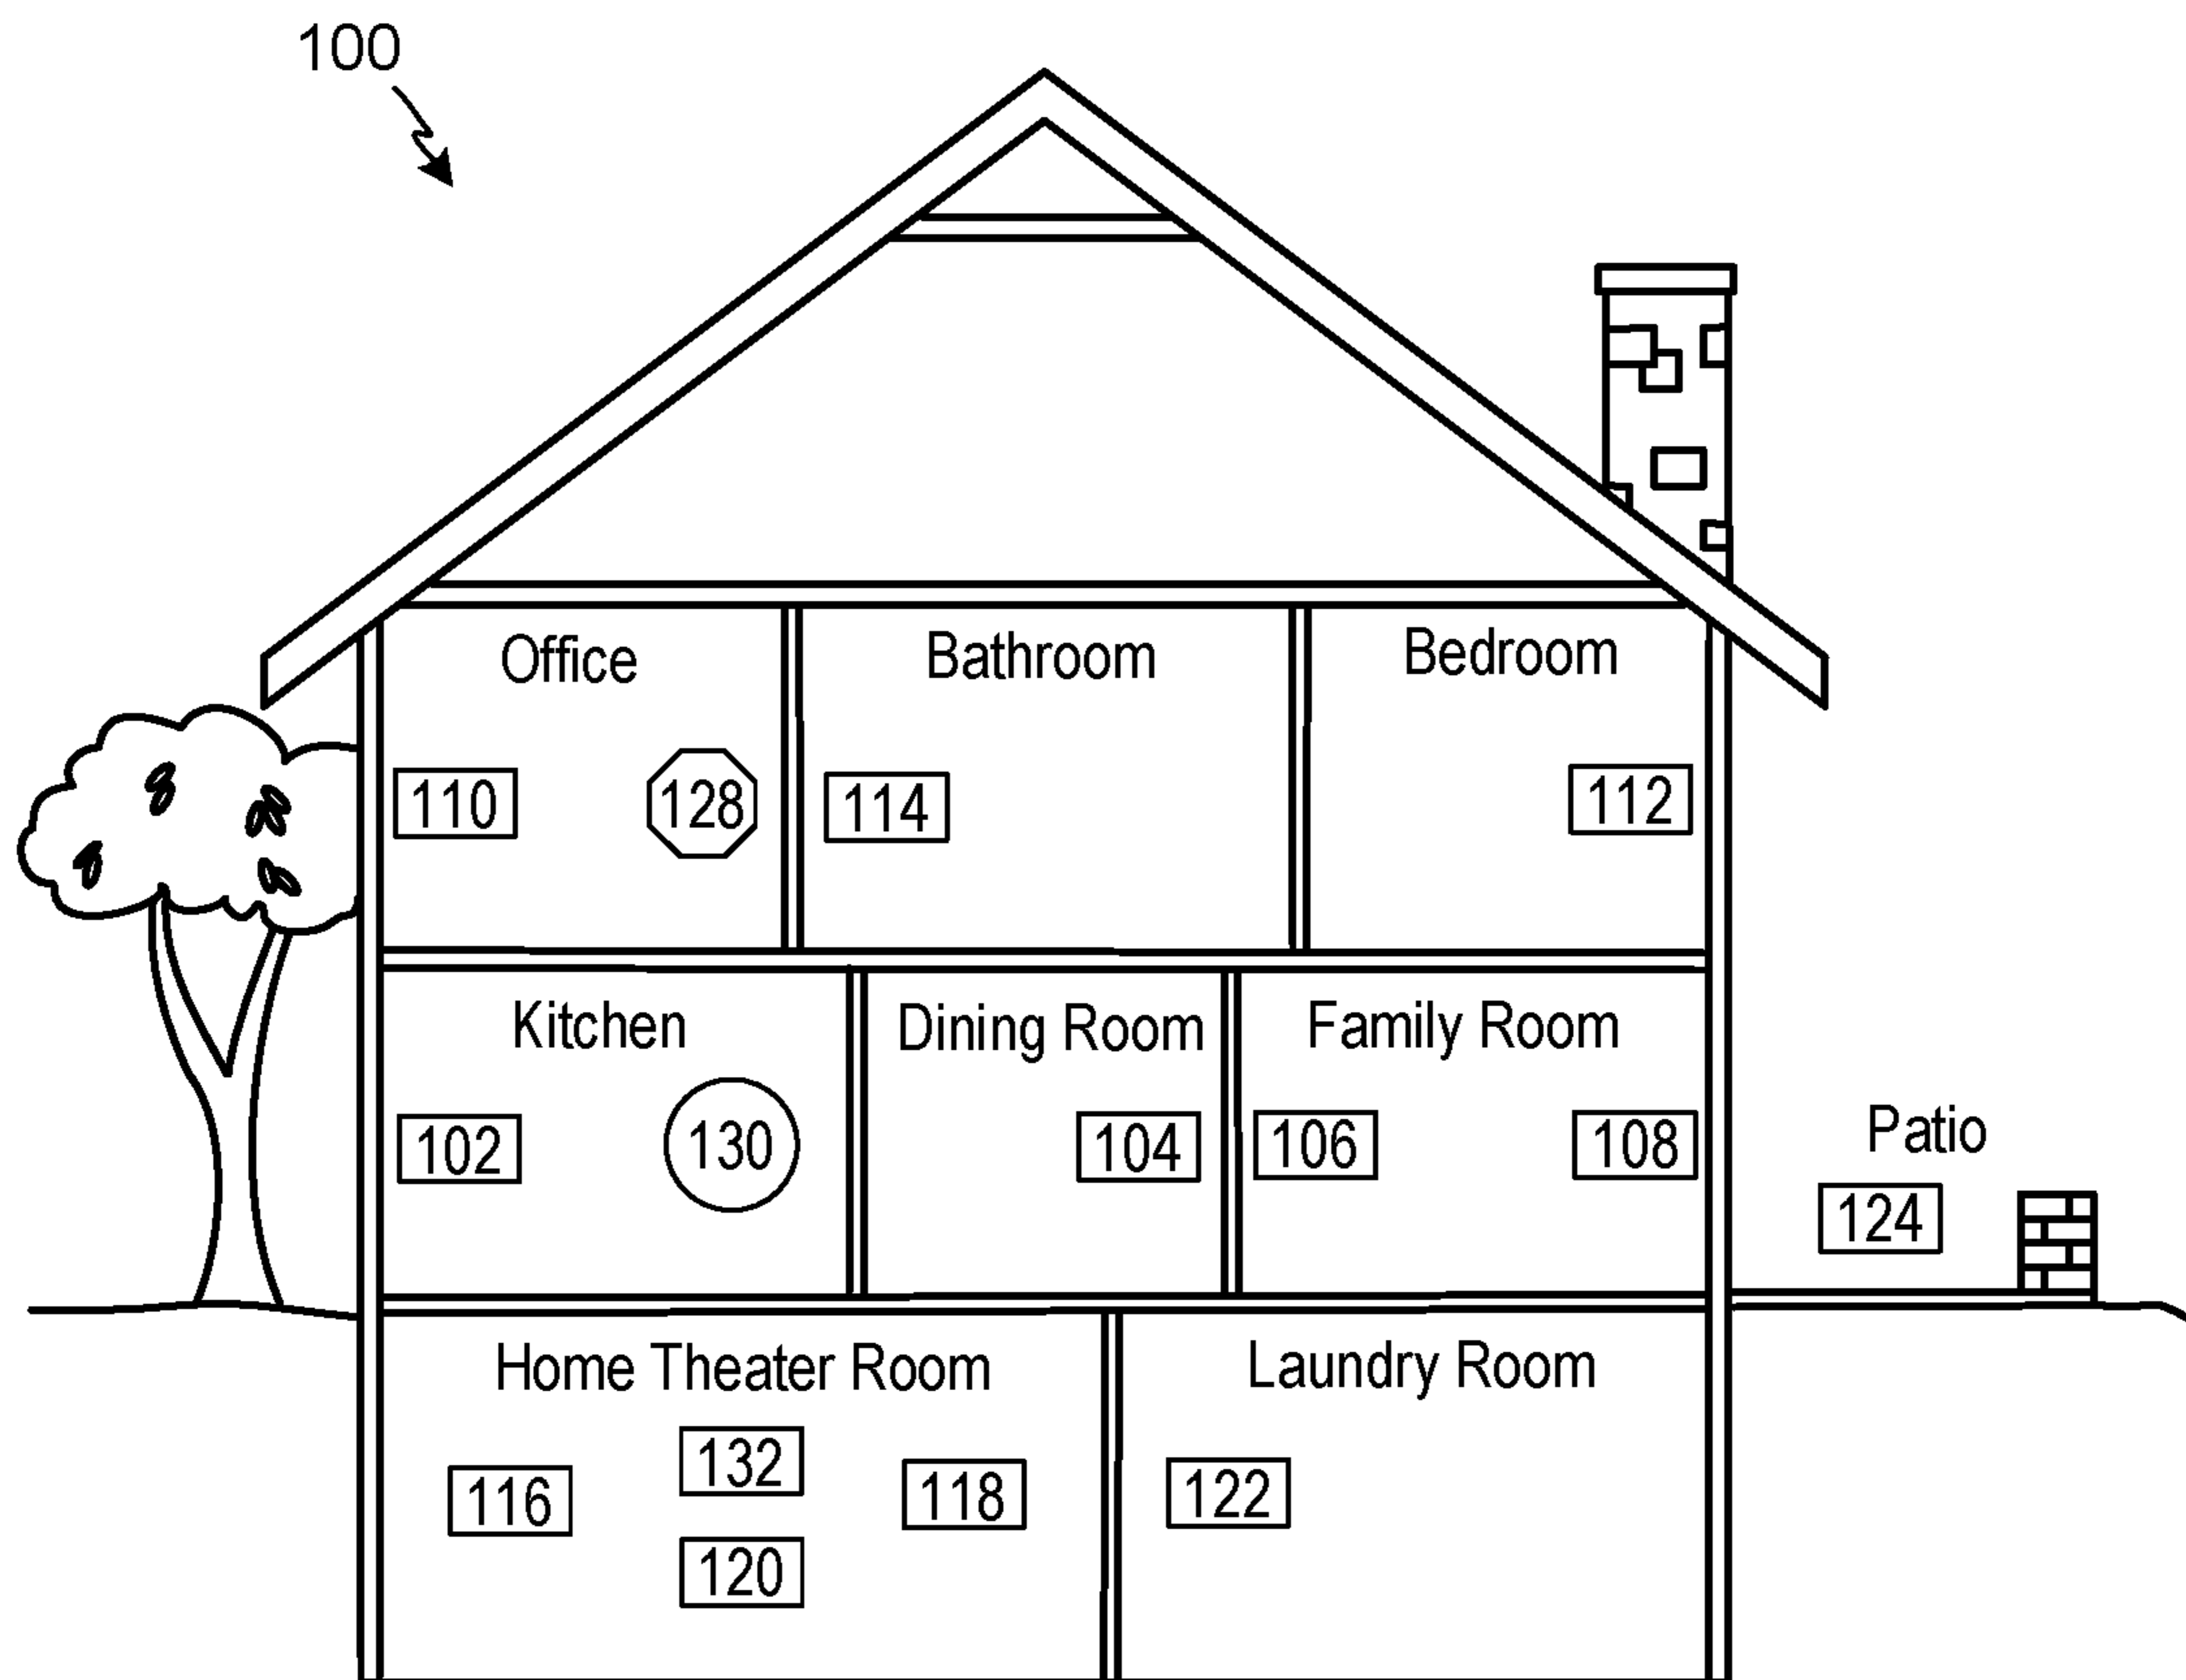 100
Office
Bathroom
Bedroom
110
128
114
112
Kitchen
Dining Room
Family Room
102
130
104
106
108
Patio
124
Home Theater Room
Laundry Room
116
132
118
120
122